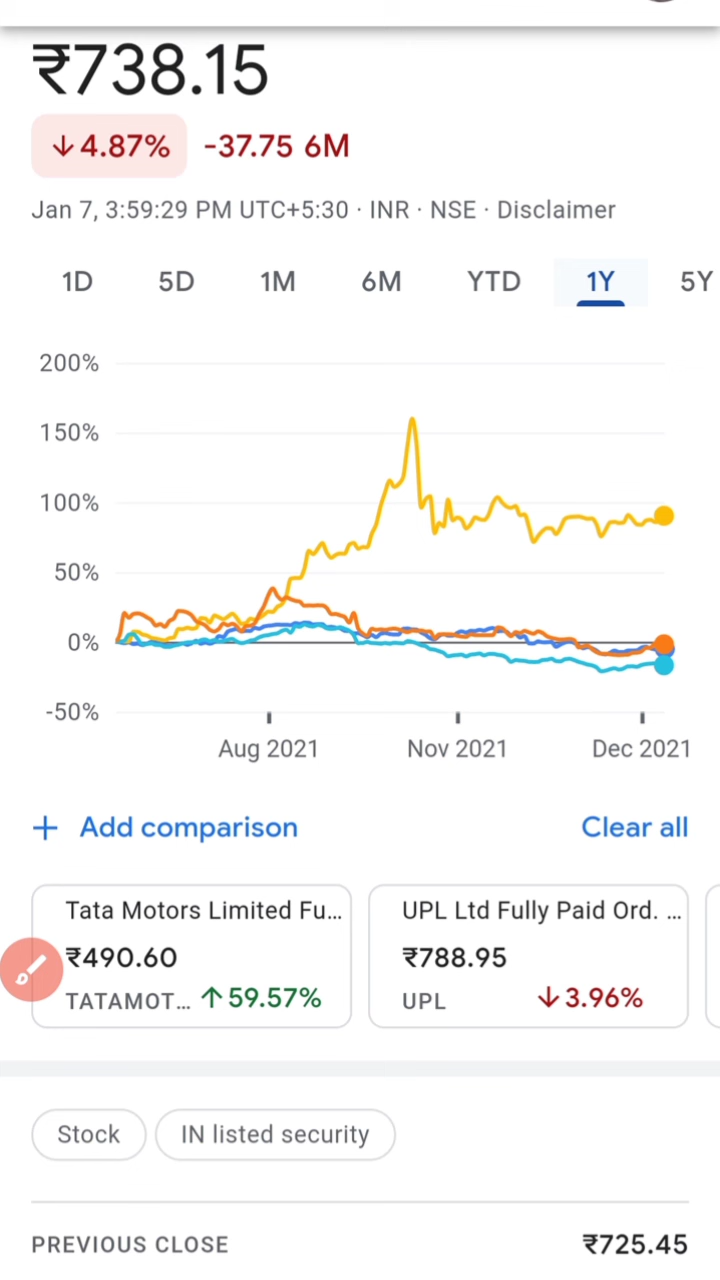 ₹738.15
↓4.87% -37.75 6M
Jan 7, 3:59:29 PM UTC+5:30 · INR · NSE · Disclaimer
1D 5D 1M 6M YTD 1Y 5Y
200%
150%
100%
50%
0%
-50%
Aug 2021 Nov 2021 Dec 2021
+ Add comparison Clear all
Tata Motors Limited Fu... UPL Ltd Fully Paid Ord. ...
₹490.60 ₹788.95
TATAMOT... ↑59.57% UPL ↓3.96%
Stock IN listed security
PREVIOUS CLOSE ₹725.45